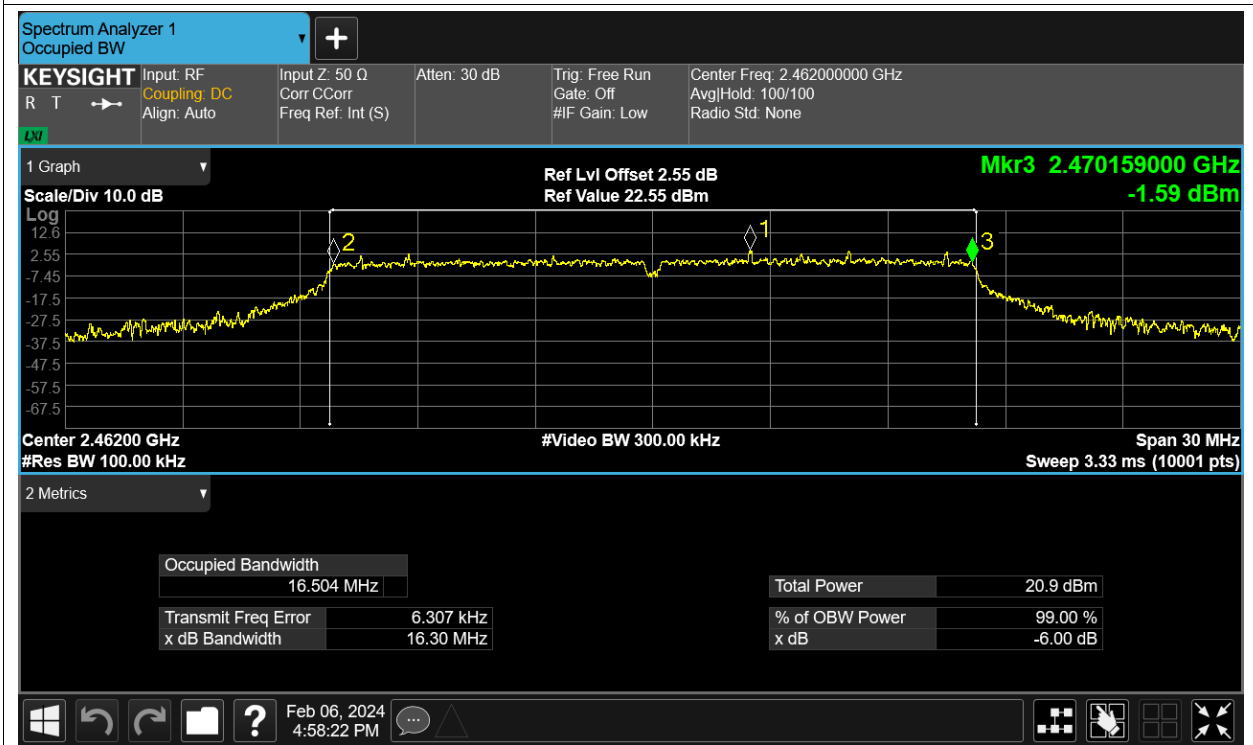 Spectrum Analyzer 1
Occupied BW
KEYSIGHT
R T
LXI
Input: RF
Coupling: DC
Align: Auto
Input Z: 50 Ω
Corr CCorr
Freq Ref: Int (S)
Atten: 30 dB
Trig: Free Run
Gate: Off
#IF Gain: Low
Center Freq: 2.462000000 GHz
Avg|Hold: 100/100
Radio Std: None
1 Graph
Scale/Div 10.0 dB
Ref Lvl Offset 2.55 dB
Ref Value 22.55 dBm
Mkr3 2.470159000 GHz
-1.59 dBm
Log
12.6
2.55
-7.45
-17.5
-27.5
-37.5
-47.5
-57.5
-67.5
2
1
3
Center 2.46200 GHz
#Res BW 100.00 kHz
#Video BW 300.00 kHz
Span 30 MHz
Sweep 3.33 ms (10001 pts)
2 Metrics
Occupied Bandwidth
16.504 MHz
Transmit Freq Error 6.307 kHz
x dB Bandwidth 16.30 MHz
Total Power 20.9 dBm
% of OBW Power 99.00 %
x dB -6.00 dB
?
Feb 06, 2024
4:58:22 PM